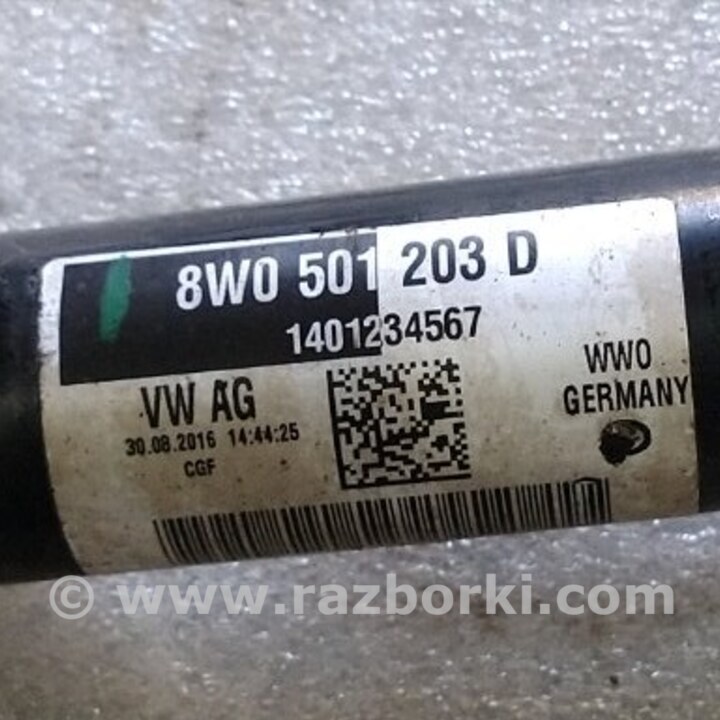 8W0 501 203 D
1401234567
VW AG
30.08.2016 14:44:25
CGF
WWO
GERMANY
© www.razborki.com